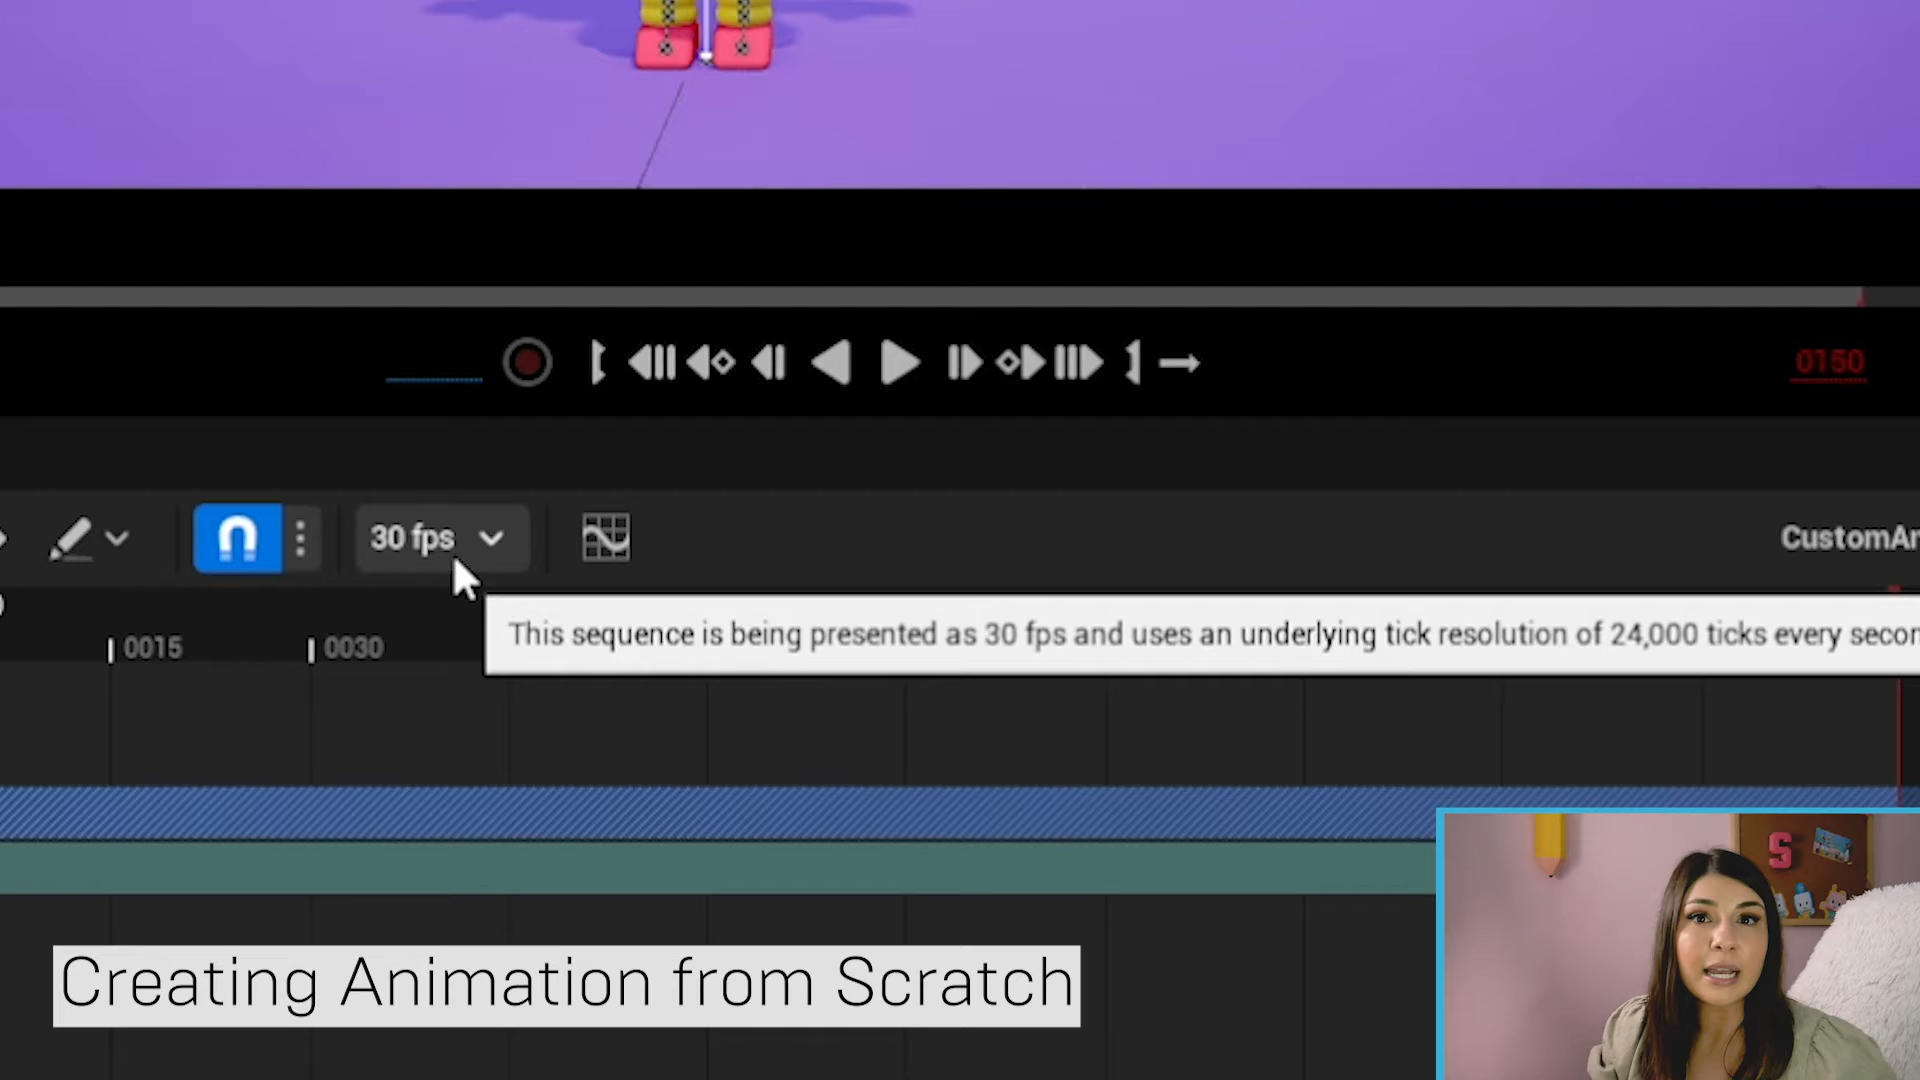 0150
30 fps
CustomAn
0015
0030
This sequence is being presented as 30 fps and uses an underlying tick resolution of 24,000 ticks every secon
S
Creating Animation from Scratch